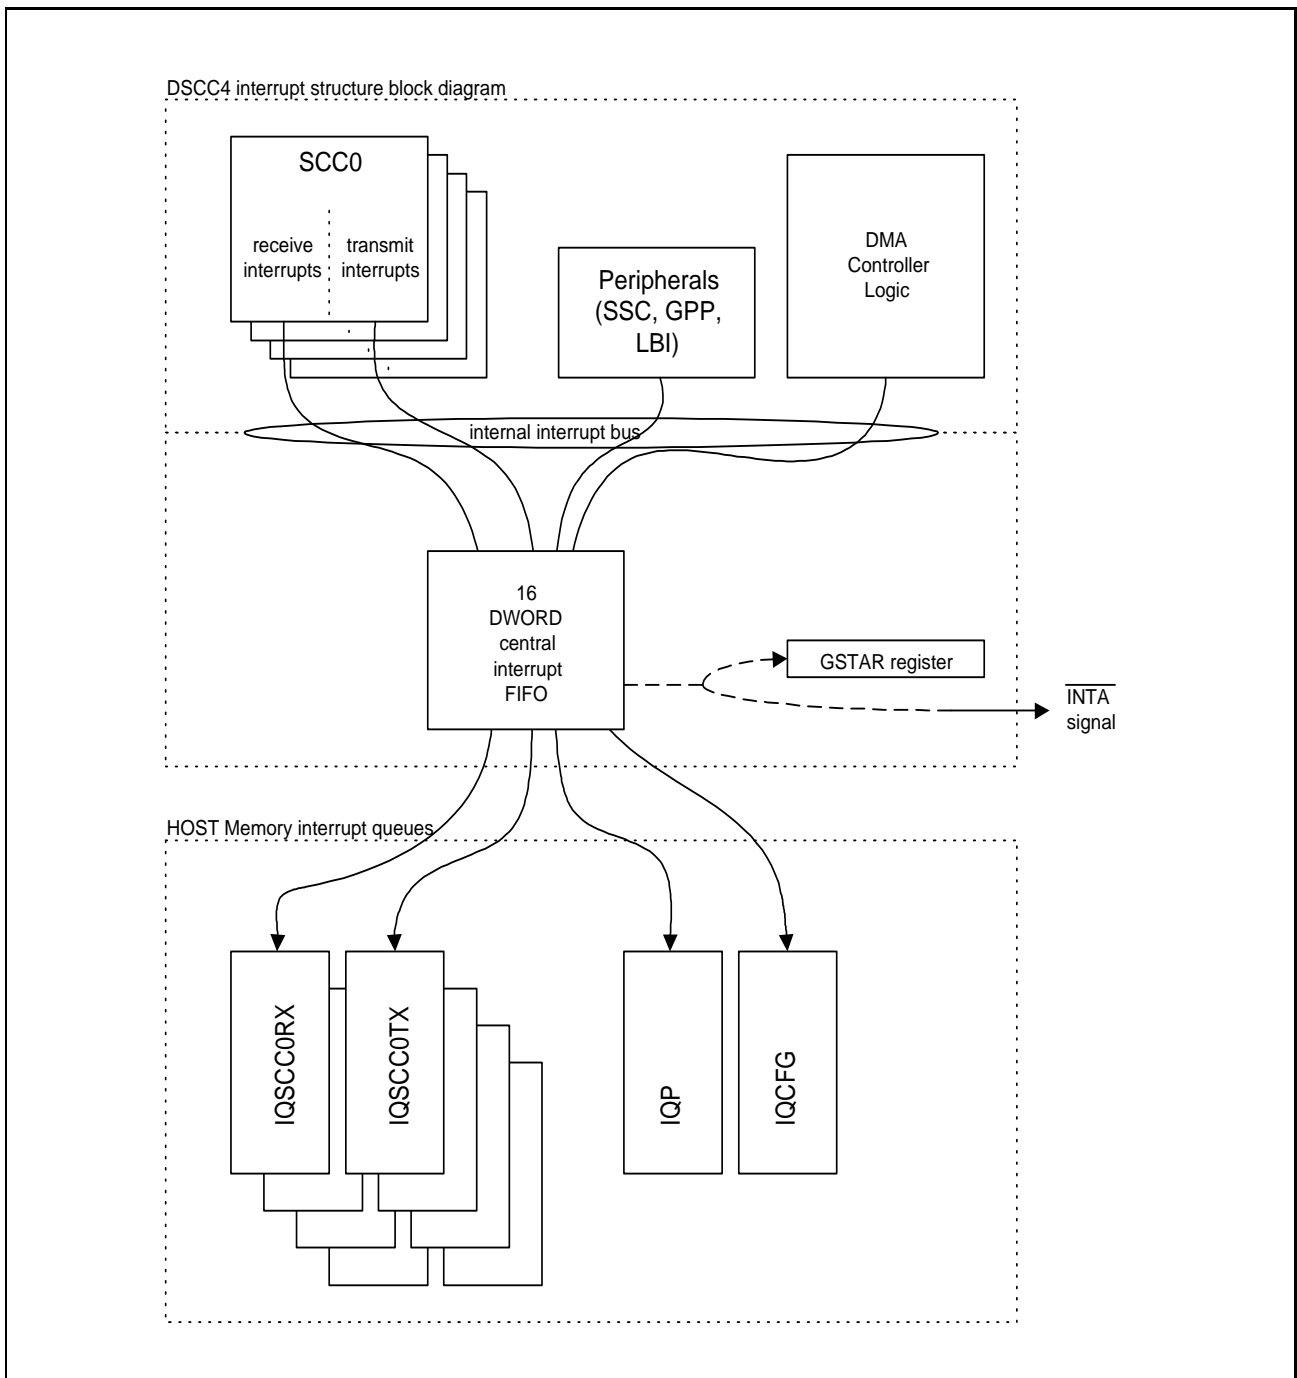 DSCC4 interrupt structure block diagram
SCC0
receive
interrupts
transmit
interrupts
Peripherals
(SSC, GPP,
LBI)
DMA
Controller
Logic
internal interrupt bus
16
DWORD
central
interrupt
FIFO
GSTAR register
INTA
signal
HOST Memory interrupt queues
IQSCC0RX
IQSCC0TX
IQP
IQCFG